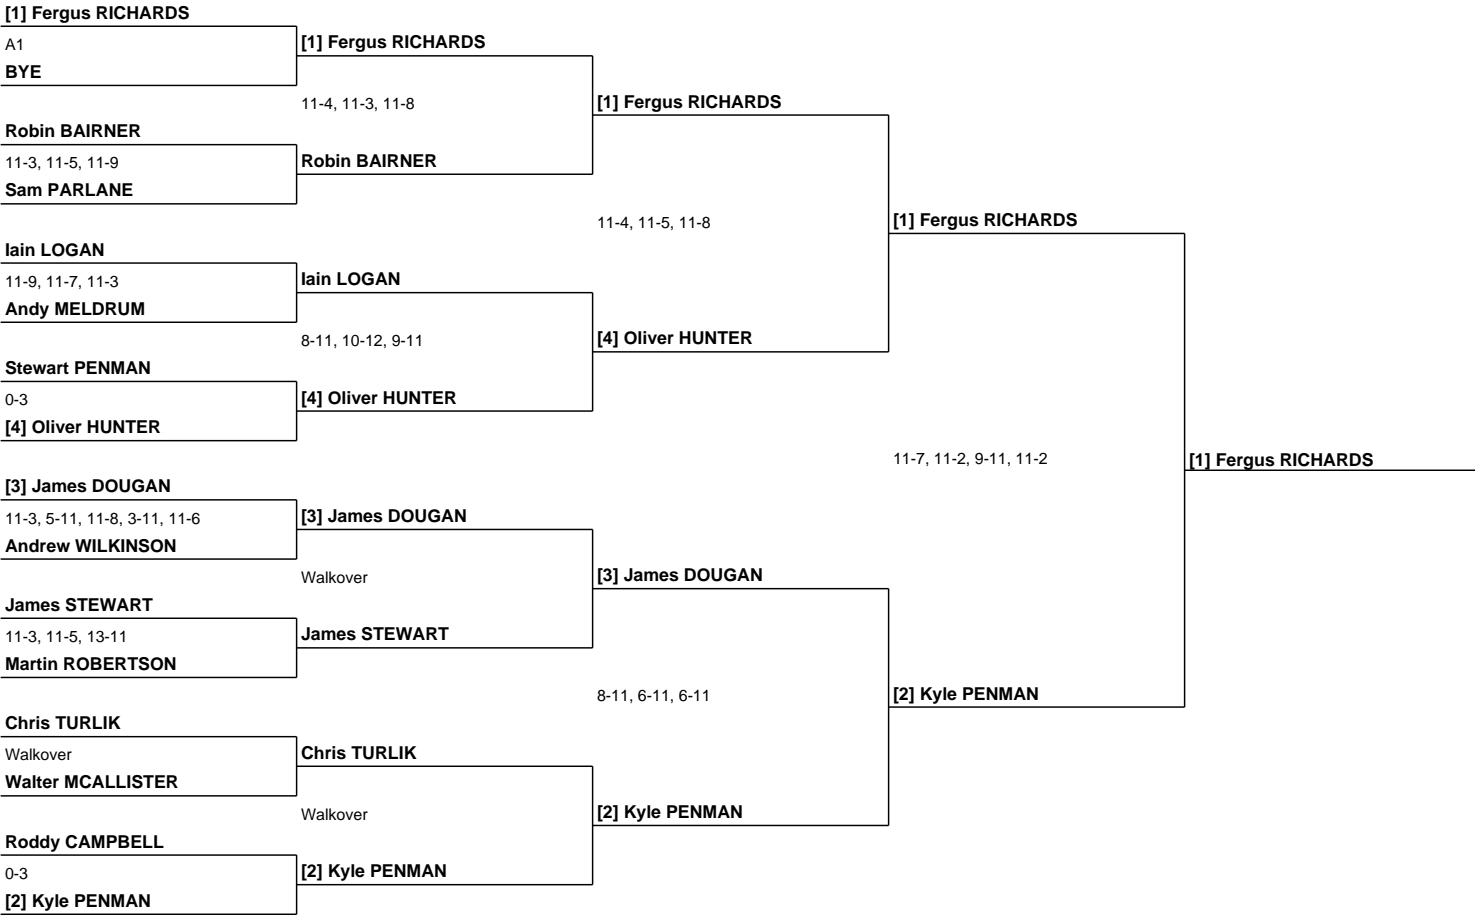 [1] Fergus RICHARDS
A1
BYE
Robin BAIRNER
11-3, 11-5, 11-9
Sam PARLANE
Iain LOGAN
11-9, 11-7, 11-3
Andy MELDRUM
Stewart PENMAN
0-3
[4] Oliver HUNTER
[3] James DOUGAN
11-3, 5-11, 11-8, 3-11, 11-6
Andrew WILKINSON
James STEWART
11-3, 11-5, 13-11
Martin ROBERTSON
Chris TURLIK
Walkover
Walter MCALLISTER
Roddy CAMPBELL
0-3
[2] Kyle PENMAN
[1] Fergus RICHARDS
11-4, 11-3, 11-8
Robin BAIRNER
Iain LOGAN
8-11, 10-12, 9-11
[4] Oliver HUNTER
[3] James DOUGAN
Walkover
James STEWART
Chris TURLIK
Walkover
[2] Kyle PENMAN
[1] Fergus RICHARDS
11-4, 11-5, 11-8
[4] Oliver HUNTER
[3] James DOUGAN
8-11, 6-11, 6-11
[2] Kyle PENMAN
[1] Fergus RICHARDS
11-7, 11-2, 9-11, 11-2
[2] Kyle PENMAN
[1] Fergus RICHARDS